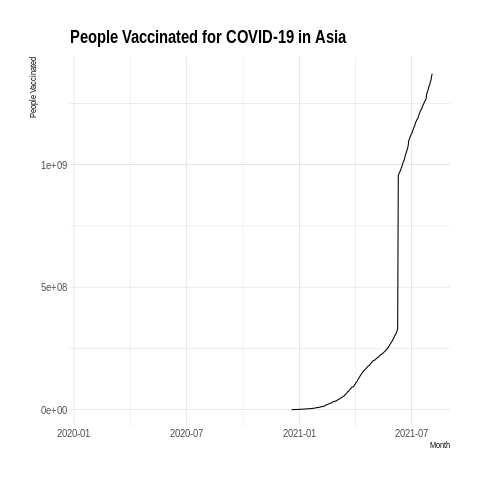 People Vaccinated for COVID-19 in Asia
People Vaccinated
1e+09
5e+08
0e+00
2020-01 2020-07 2021-01 2021-07
Month